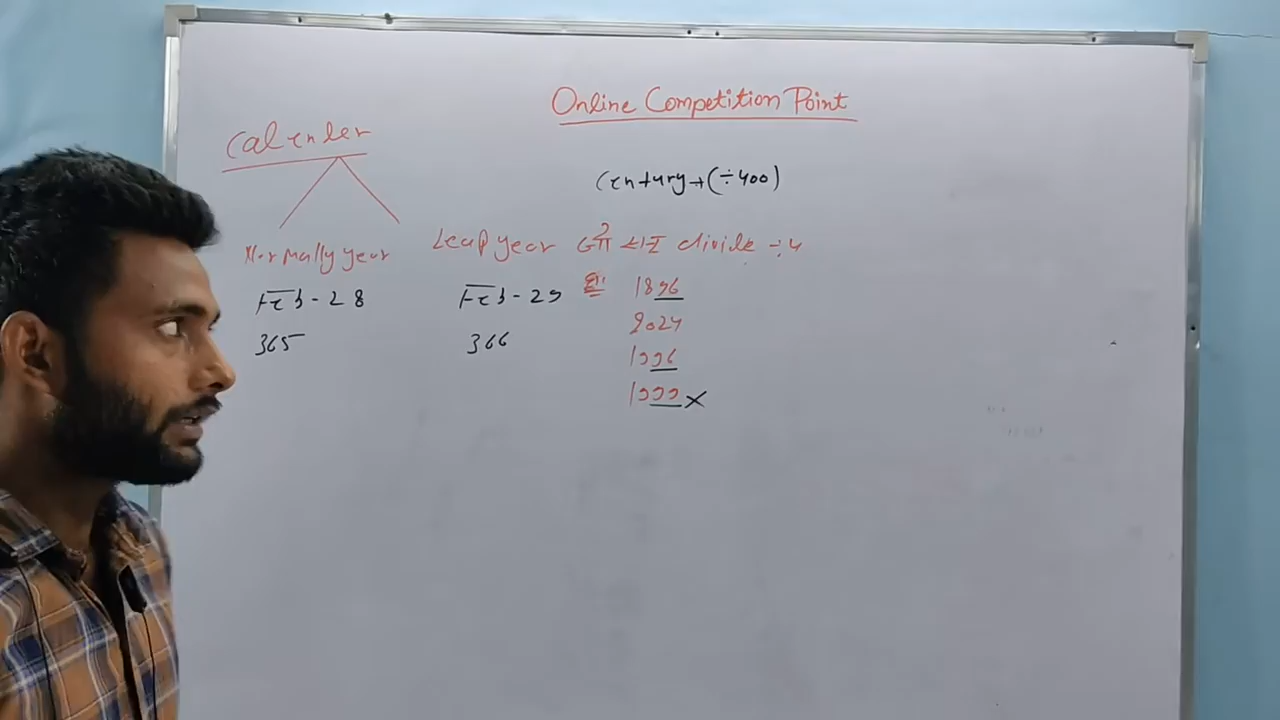 Online Competition Point
Calender
Century → (÷400)
Normally year
Leap year divide ÷4
Feb - 28
Feb - 29
365
366
1896
2024
1996
1999 ×